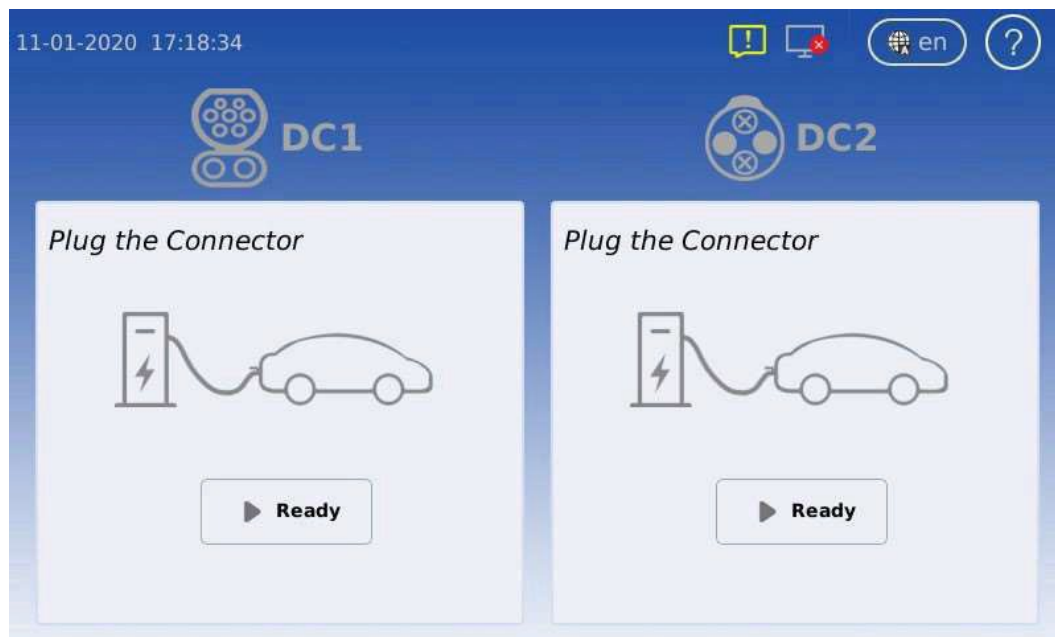 11-01-2020 17:18:34
! en ?
DC1 DC2
Plug the Connector Plug the Connector
Ready Ready